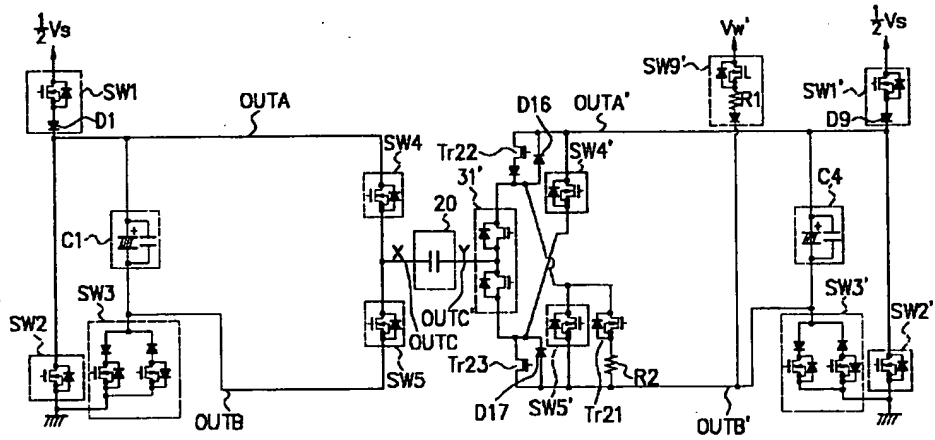 ½Vs
SW1
D1
OUTA
SW4
20
31'
Tr22
D16
OUTA'
SW4'
SW9'
Vw'
L
R1
½Vs
SW1'
D9
C1
+
X
Y
OUTC'
OUTC
C4
+
SW2
SW3
SW5
Tr23
D17
SW5'
Tr21
R2
SW3'
SW2'
OUTB
OUTB'